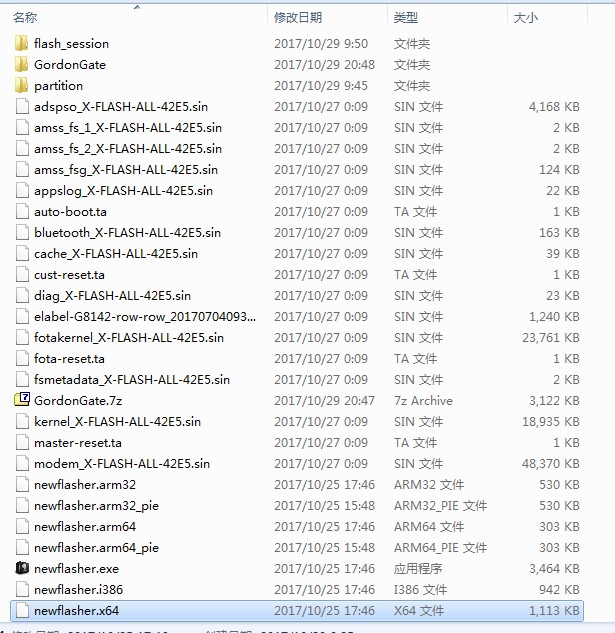 名称 修改日期 类型 大小
flash_session 2017/10/29 9:50 文件夹
GordonGate 2017/10/29 20:48 文件夹
partition 2017/10/29 9:45 文件夹
adspso_X-FLASH-ALL-42E5.sin 2017/10/27 0:09 SIN 文件 4,168 KB
amss_fs_1_X-FLASH-ALL-42E5.sin 2017/10/27 0:09 SIN 文件 2 KB
amss_fs_2_X-FLASH-ALL-42E5.sin 2017/10/27 0:09 SIN 文件 2 KB
amss_fsg_X-FLASH-ALL-42E5.sin 2017/10/27 0:09 SIN 文件 124 KB
appslog_X-FLASH-ALL-42E5.sin 2017/10/27 0:09 SIN 文件 22 KB
auto-boot.ta 2017/10/27 0:09 TA 文件 1 KB
bluetooth_X-FLASH-ALL-42E5.sin 2017/10/27 0:09 SIN 文件 163 KB
cache_X-FLASH-ALL-42E5.sin 2017/10/27 0:09 SIN 文件 39 KB
cust-reset.ta 2017/10/27 0:09 TA 文件 1 KB
diag_X-FLASH-ALL-42E5.sin 2017/10/27 0:09 SIN 文件 23 KB
elabel-G8142-row-row_20170704093... 2017/10/27 0:09 SIN 文件 1,240 KB
fotakernel_X-FLASH-ALL-42E5.sin 2017/10/27 0:09 SIN 文件 23,761 KB
fota-reset.ta 2017/10/27 0:09 TA 文件 1 KB
fsmetadata_X-FLASH-ALL-42E5.sin 2017/10/27 0:09 SIN 文件 2 KB
GordonGate.7z 2017/10/29 20:47 7z Archive 3,122 KB
kernel_X-FLASH-ALL-42E5.sin 2017/10/27 0:09 SIN 文件 18,935 KB
master-reset.ta 2017/10/27 0:09 TA 文件 1 KB
modem_X-FLASH-ALL-42E5.sin 2017/10/27 0:09 SIN 文件 48,370 KB
newflasher.arm32 2017/10/25 17:46 ARM32 文件 530 KB
newflasher.arm32_pie 2017/10/25 15:48 ARM32_PIE 文件 530 KB
newflasher.arm64 2017/10/25 17:46 ARM64 文件 303 KB
newflasher.arm64_pie 2017/10/25 15:48 ARM64_PIE 文件 303 KB
newflasher.exe 2017/10/25 17:46 应用程序 3,464 KB
newflasher.i386 2017/10/25 17:46 I386 文件 942 KB
newflasher.x64 2017/10/25 17:46 X64 文件 1,113 KB